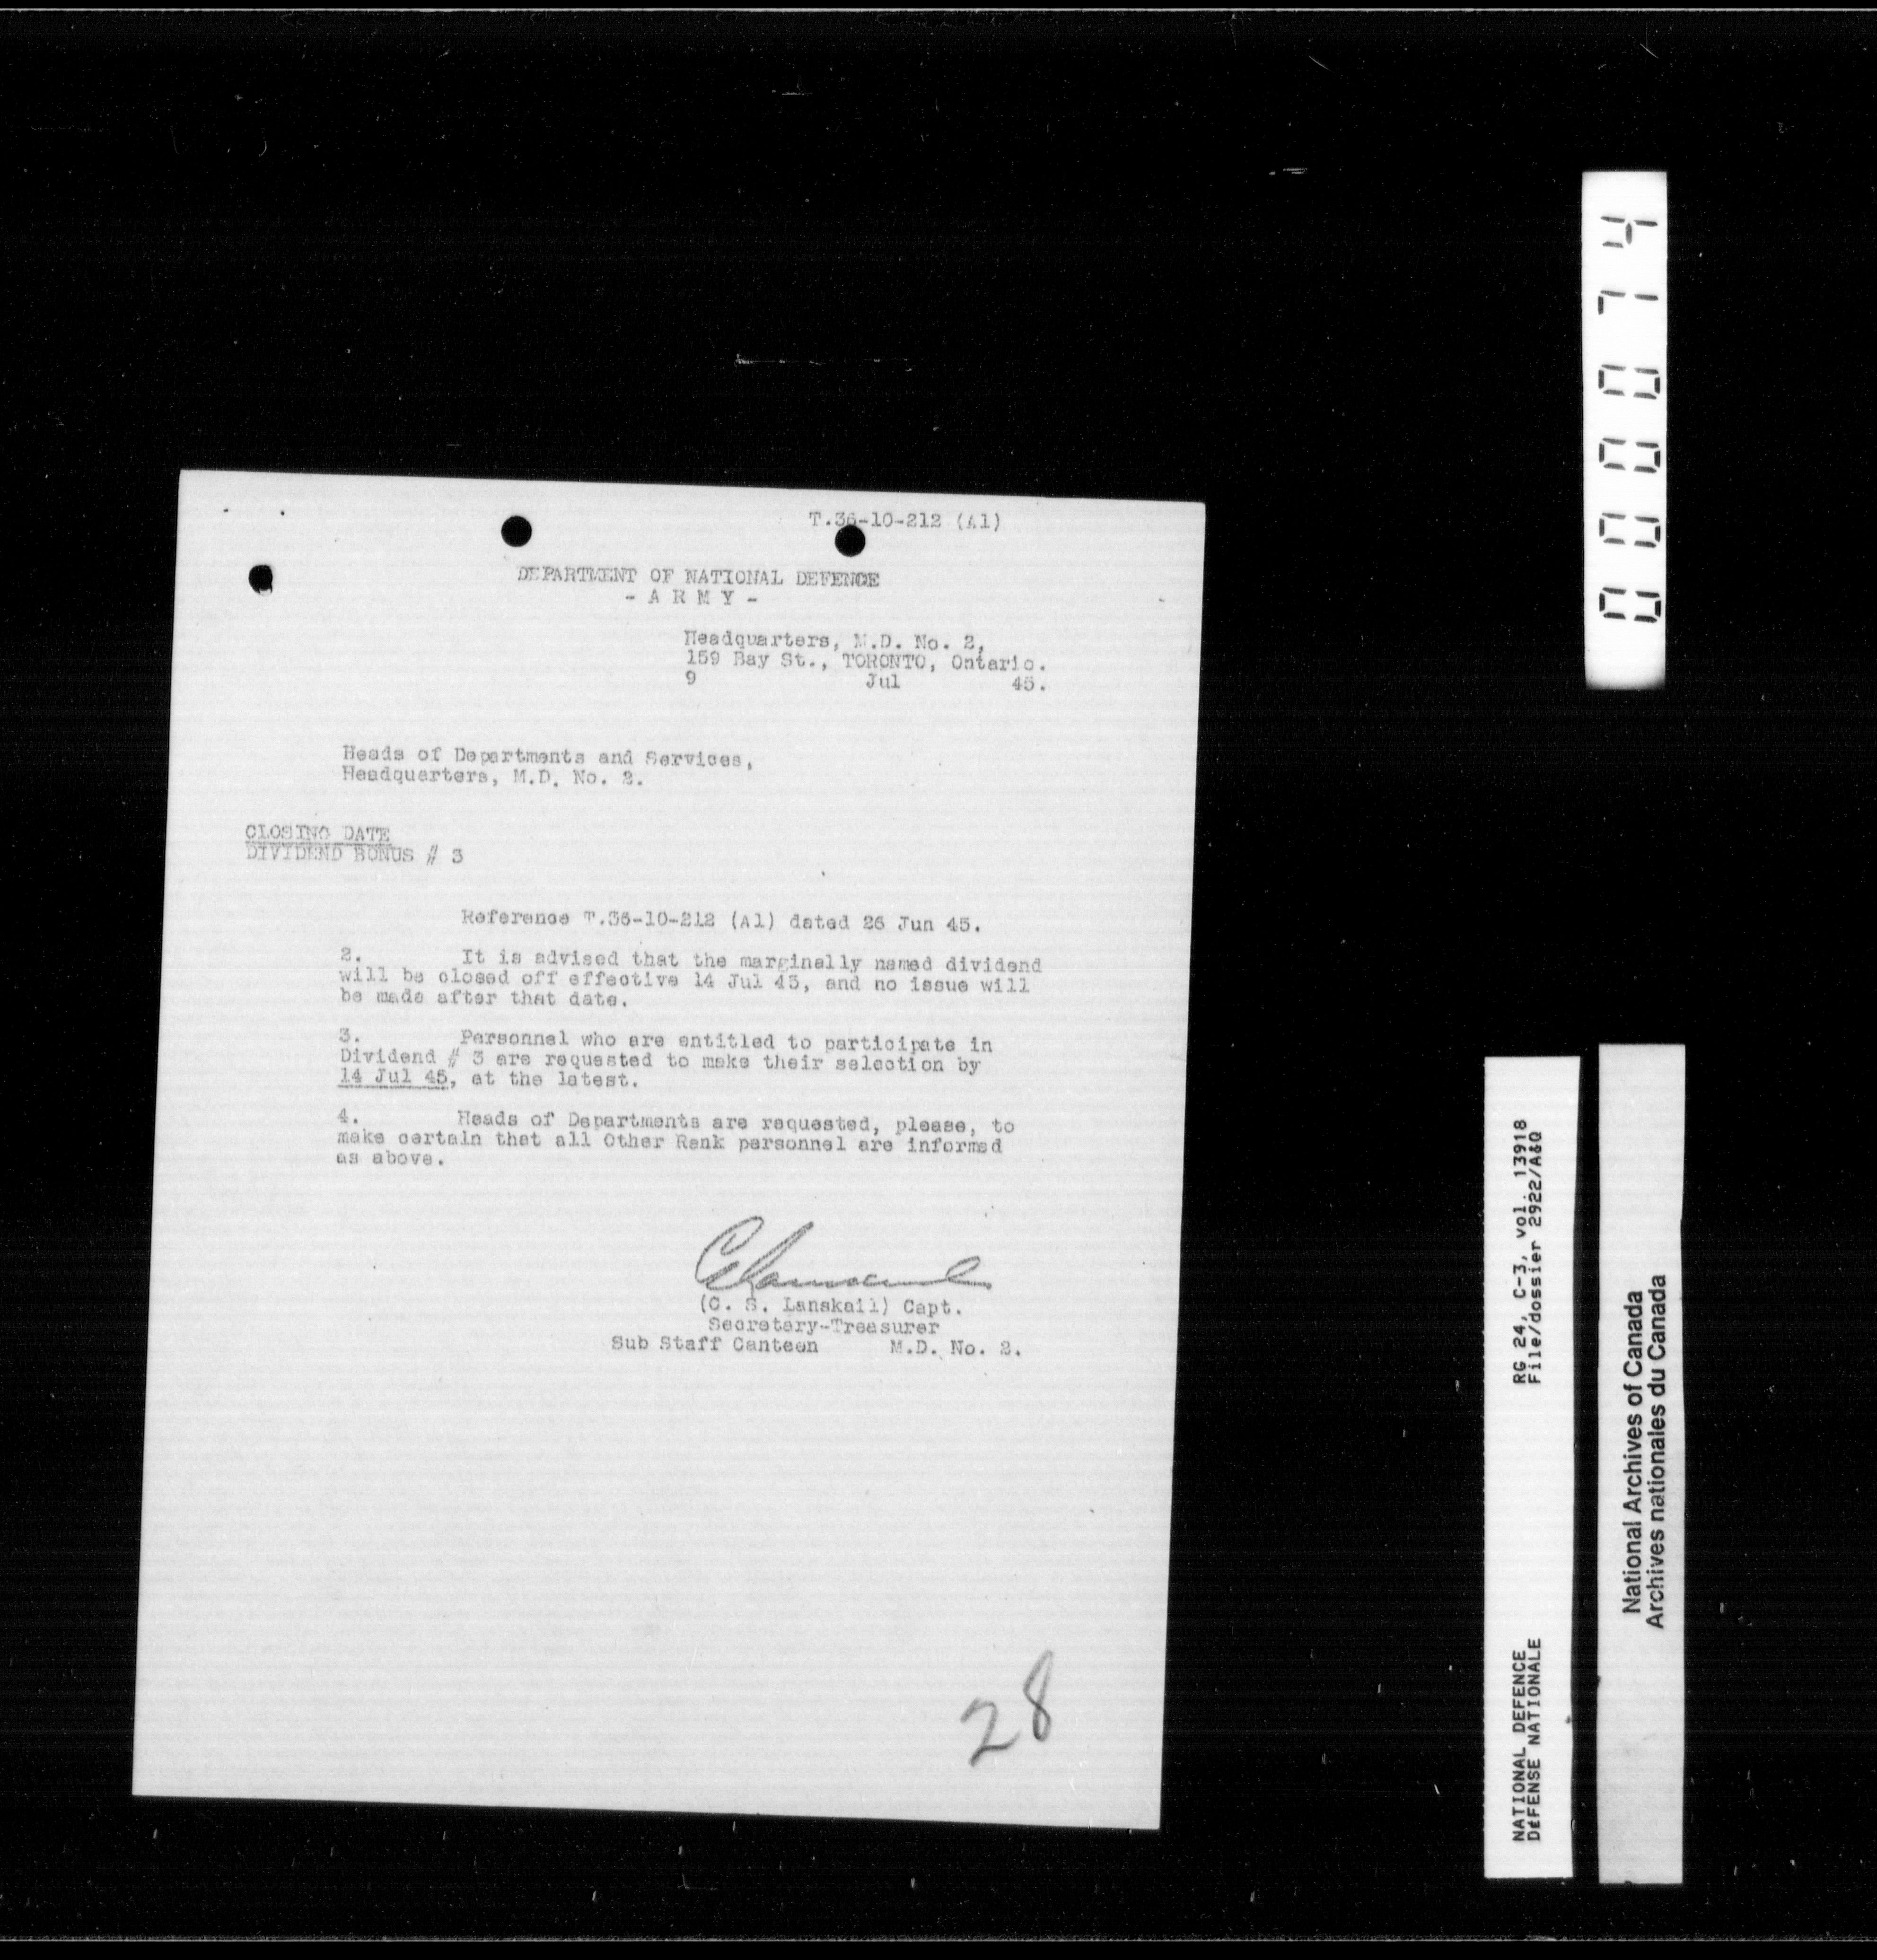 T.36-10-212 (A1)
DEPARTMENT OF NATIONAL DEFENCE
- A R M Y -
Headquarters, M.D. No. 2,
159 Bay St., TORONTO, Ontario.
9 Jul 45.
Heads of Departments and Services,
Headquarters, M.D. No. 2.
CLOSING DATE
DIVIDEND BONUS # 3
Reference T.36-10-212 (A1) dated 26 Jun 45.
2. It is advised that the marginally named dividend
will be closed off effective 14 Jul 45, and no issue will
be made after that date.
3. Personnel who are entitled to participate in
Dividend # 3 are requested to make their selection by
14 Jul 45, at the latest.
4. Heads of Departments are requested, please, to
make certain that all Other Rank personnel are informed
as above.
(C. S. Lanskail) Capt.
Secretary-Treasurer
Sub Staff Canteen M.D. No. 2.
28
000074
RG 24, C-3, vol. 13918
File/dossier 2922/A&Q
NATIONAL DEFENCE
DéFENSE NATIONALE
National Archives of Canada
Archives nationales du Canada